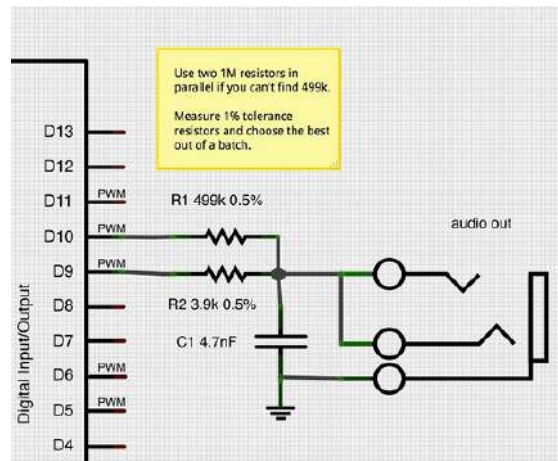 Use two 1M resistors in
parallel if you can't find 499k.
Measure 1% tolerance
resistors and choose the best
out of a batch.
D13
D12
D11 PWM
R1 499k 0.5%
D10 PWM
audio out
D9 PWM
D8
R2 3.9k 0.5%
D7
C1 4.7nF
D6 PWM
D5 PWM
D4
Digital Input/Output